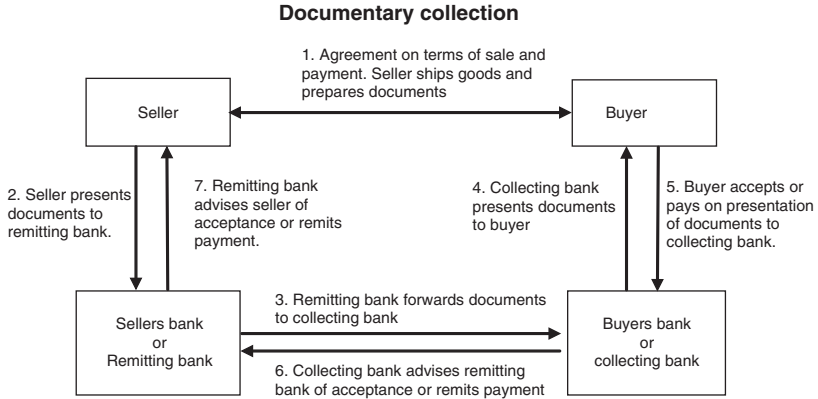 Documentary collection
1. Agreement on terms of sale and
payment. Seller ships goods and
prepares documents
Seller
Buyer
2. Seller presents
documents to
remitting bank.
7. Remitting bank
advises seller of
acceptance or remits
payment.
4. Collecting bank
presents documents
to buyer
5. Buyer accepts or
pays on presentation
of documents to
collecting bank.
Sellers bank
or
Remitting bank
3. Remitting bank forwards documents
to collecting bank
Buyers bank
or
collecting bank
6. Collecting bank advises remitting
bank of acceptance or remits payment